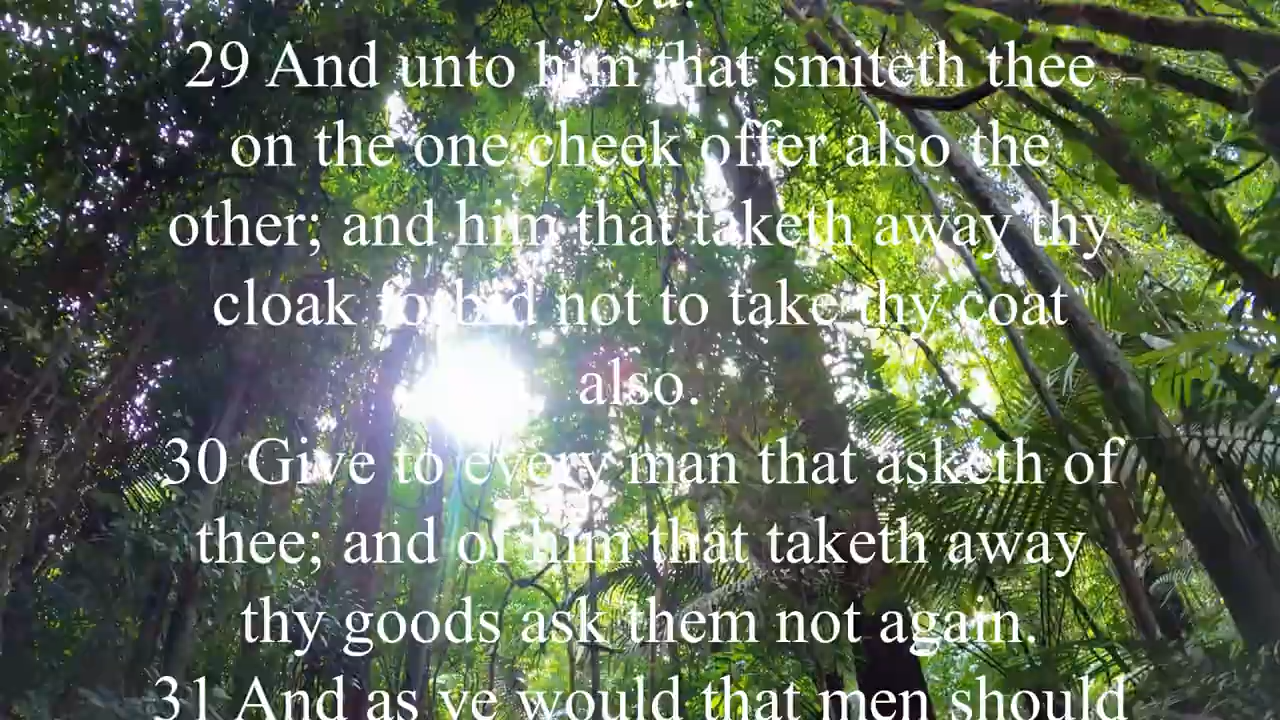 you.
29 And unto him that smiteth thee
on the one cheek offer also the
other; and him that taketh away thy
cloak forbid not to take thy coat
also.
30 Give to every man that asketh of
thee; and of him that taketh away
thy goods ask them not again.
31 And as ye would that men should